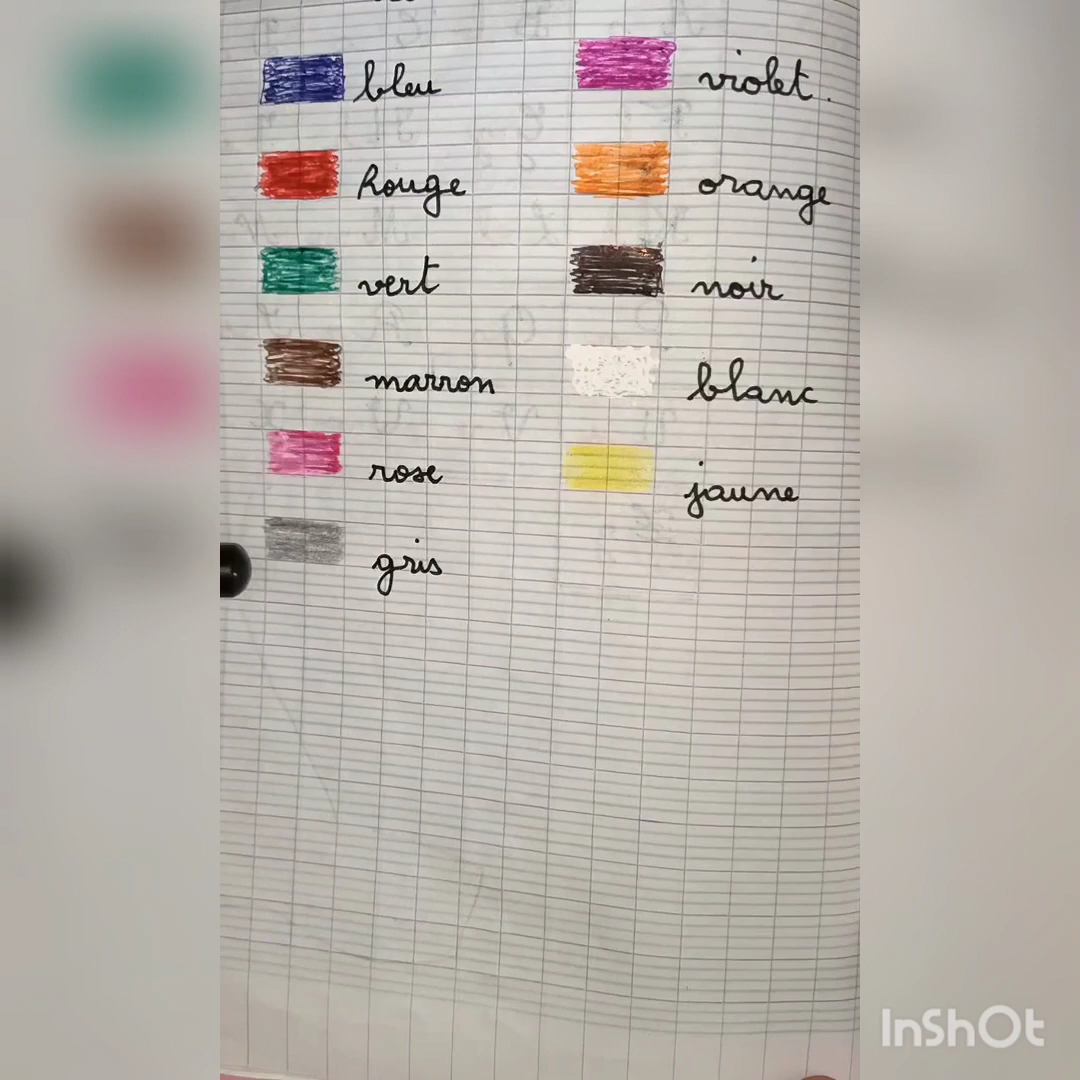 bleu
violet.
Rouge
orange
vert
noir
marron
blanc
rose
jaune
gris
InShOt